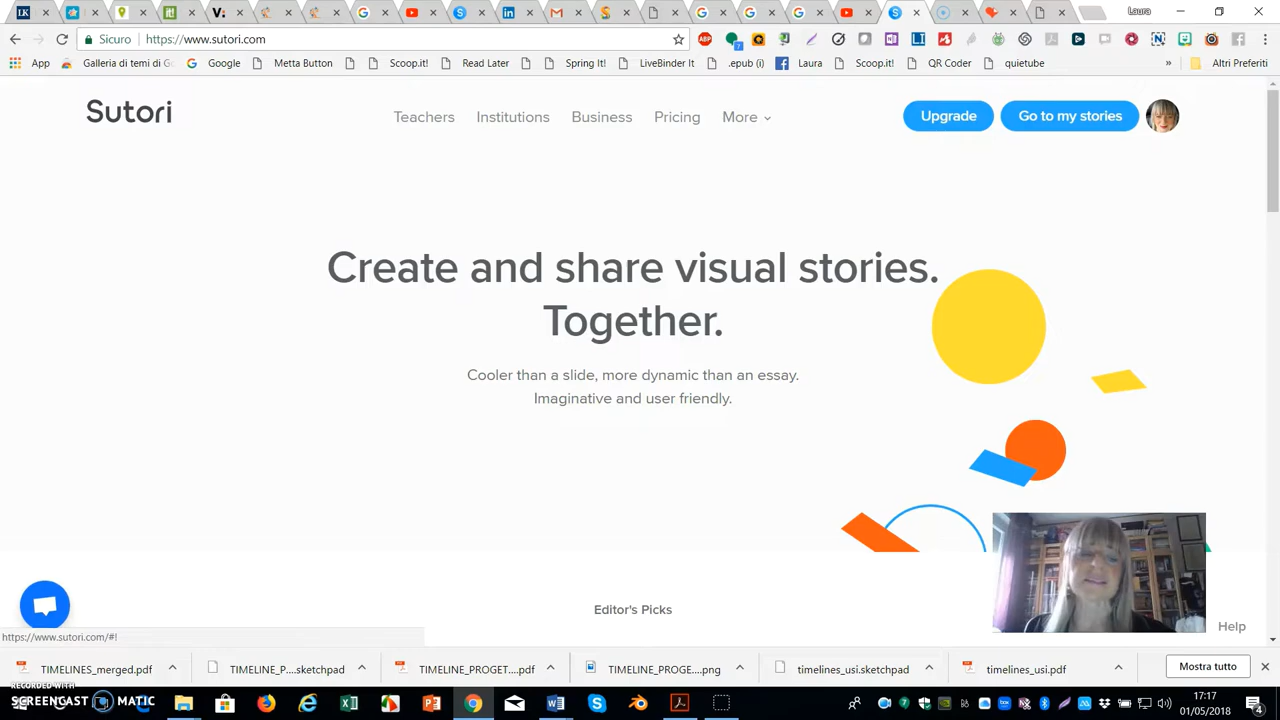 Laura
Sicuro https://www.sutori.com
App Galleria di temi di G Google Metta Button Scoop.it! Read Later Spring It! LiveBinder It .epub (i) Laura Scoop.it! QR Coder quietube » Altri Preferiti
Sutori Teachers Institutions Business Pricing More Upgrade Go to my stories
Create and share visual stories.
Together.
Cooler than a slide, more dynamic than an essay.
Imaginative and user friendly.
Editor's Picks
Help
https://www.sutori.com/#!
TIMELINES_merged.pdf TIMELINE_P....sketchpad TIMELINE_PROGET....pdf TIMELINE_PROGE....png timelines_usi.sketchpad timelines_usi.pdf Mostra tutto
RECORDED WITH
SCREENCAST MATIC
17:17
01/05/2018